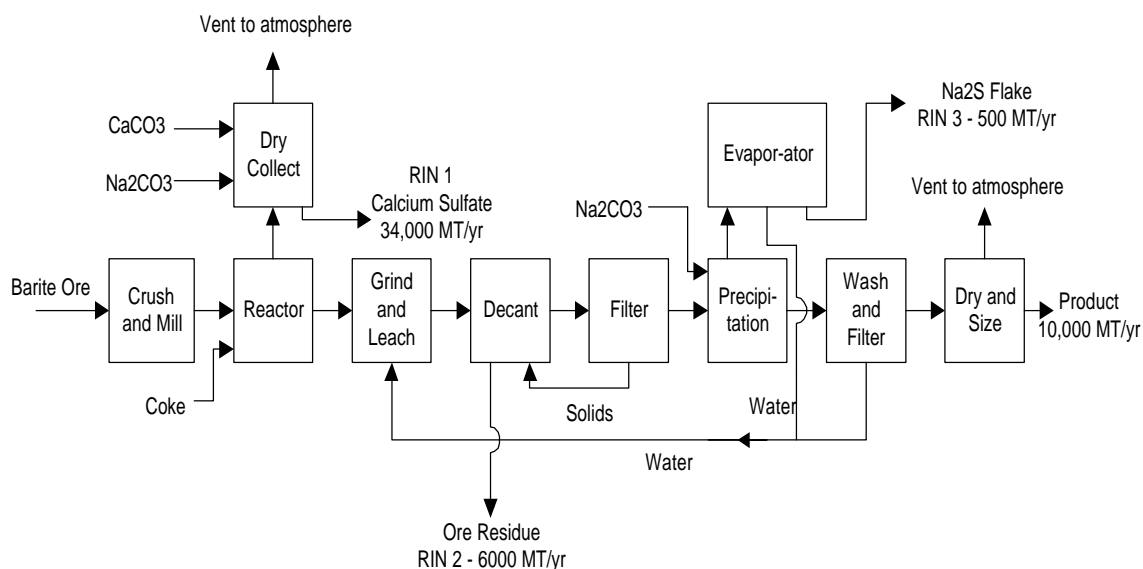 Vent to atmosphere
CaCO3
Na2CO3
Dry
Collect
RIN 1
Calcium Sulfate
34,000 MT/yr
Evapor-ator
Na2S Flake
RIN 3 - 500 MT/yr
Vent to atmosphere
Na2CO3
Barite Ore
Crush
and Mill
Reactor
Grind
and
Leach
Decant
Filter
Precipi-
tation
Wash
and
Filter
Dry and
Size
Product
10,000 MT/yr
Coke
Solids
Water
Water
Ore Residue
RIN 2 - 6000 MT/yr